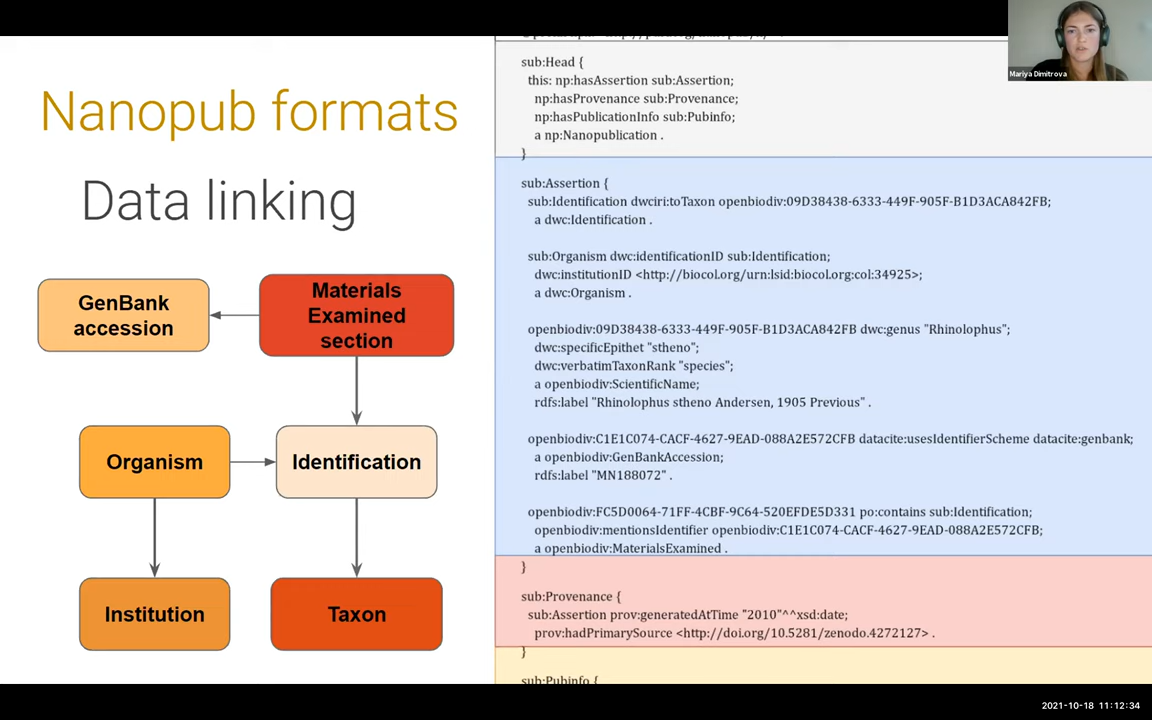 Nanopub formats
Data linking
GenBank
accession
Materials
Examined
section
Organism
Identification
Institution
Taxon
sub:Head {
this: np:hasAssertion sub:Assertion;
np:hasProvenance sub:Provenance;
np:hasPublicationInfo sub:Pubinfo;
a np:Nanopublication .
}
sub:Assertion {
sub:Identification dwciri:toTaxon openbiodiv:09D38438-6333-449F-905F-B1D3ACA842FB;
a dwc:Identification .
sub:Organism dwc:identificationID sub:Identification;
dwc:institutionID <http://biocol.org/urn:lsid:biocol.org:col:34925>;
a dwc:Organism .
openbiodiv:09D38438-6333-449F-905F-B1D3ACA842FB dwc:genus "Rhinolophus";
dwc:specificEpithet "stheno";
dwc:verbatimTaxonRank "species";
a openbiodiv:ScientificName;
rdfs:label "Rhinolophus stheno Andersen, 1905 Previous" .
openbiodiv:C1E1C074-CACF-4627-9EAD-088A2E572CFB datacite:usesIdentifierScheme datacite:genbank;
a openbiodiv:GenBankAccession;
rdfs:label "MN188072" .
openbiodiv:FC5D0064-71FF-4CBF-9C64-520EFDE5D331 po:contains sub:Identification;
openbiodiv:mentionsIdentifier openbiodiv:C1E1C074-CACF-4627-9EAD-088A2E572CFB;
a openbiodiv:MaterialsExamined .
}
sub:Provenance {
sub:Assertion prov:generatedAtTime "2010"^^xsd:date;
prov:hadPrimarySource <http://doi.org/10.5281/zenodo.4272127> .
}
sub:Pubinfo {
Mariya Dimitrova
2021-10-18 11:12:34